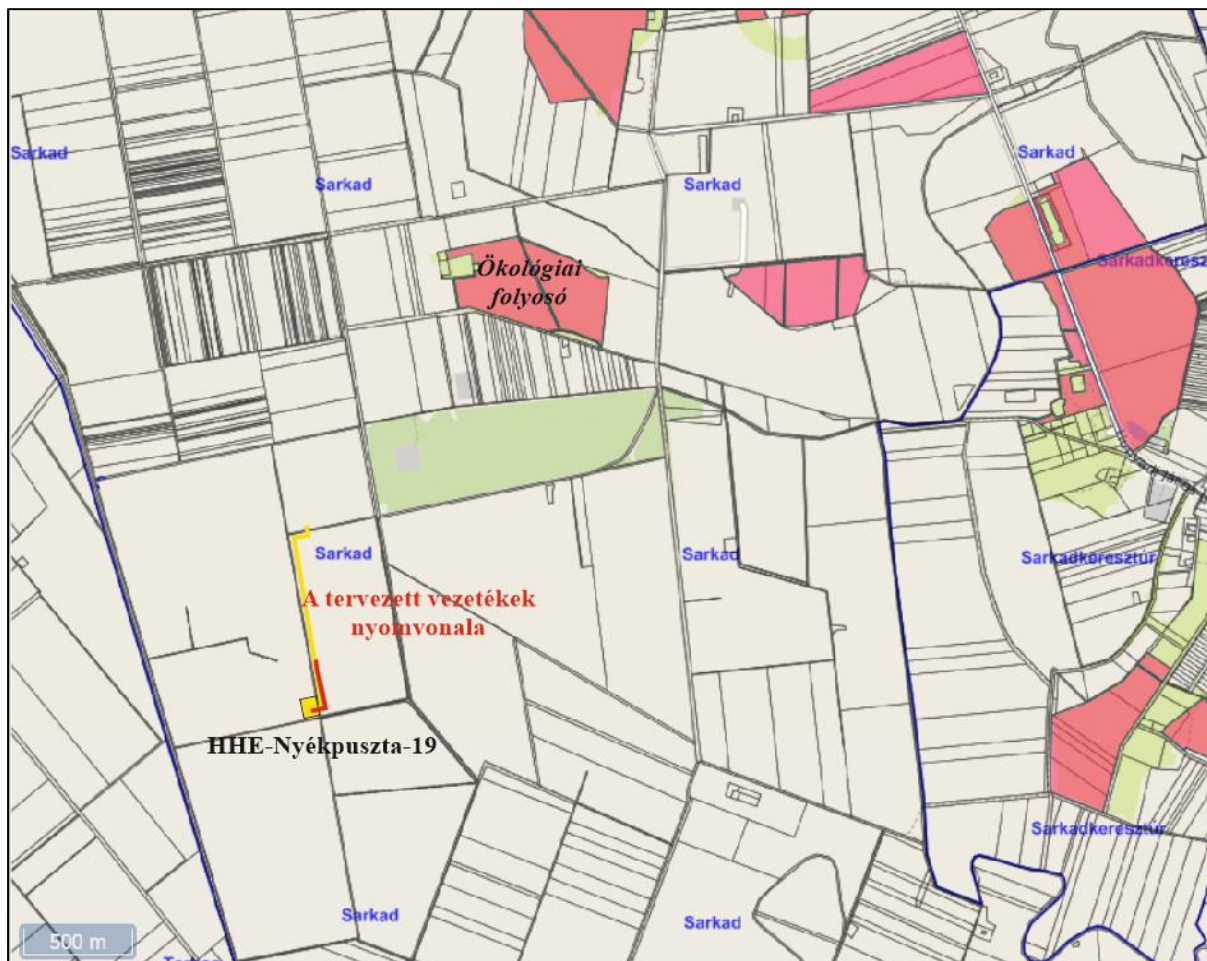 Sarkad
Sarkad
Sarkad
Sarkad
Ökológiai
folyosó
Sarkad
Sarkad
Sarkadkeresztúr
A tervezett vezetékek
nyomvonala
HHE-Nyékpuszta-19
Sarkadkeresztúr
Sarkad
Sarkad
500 m